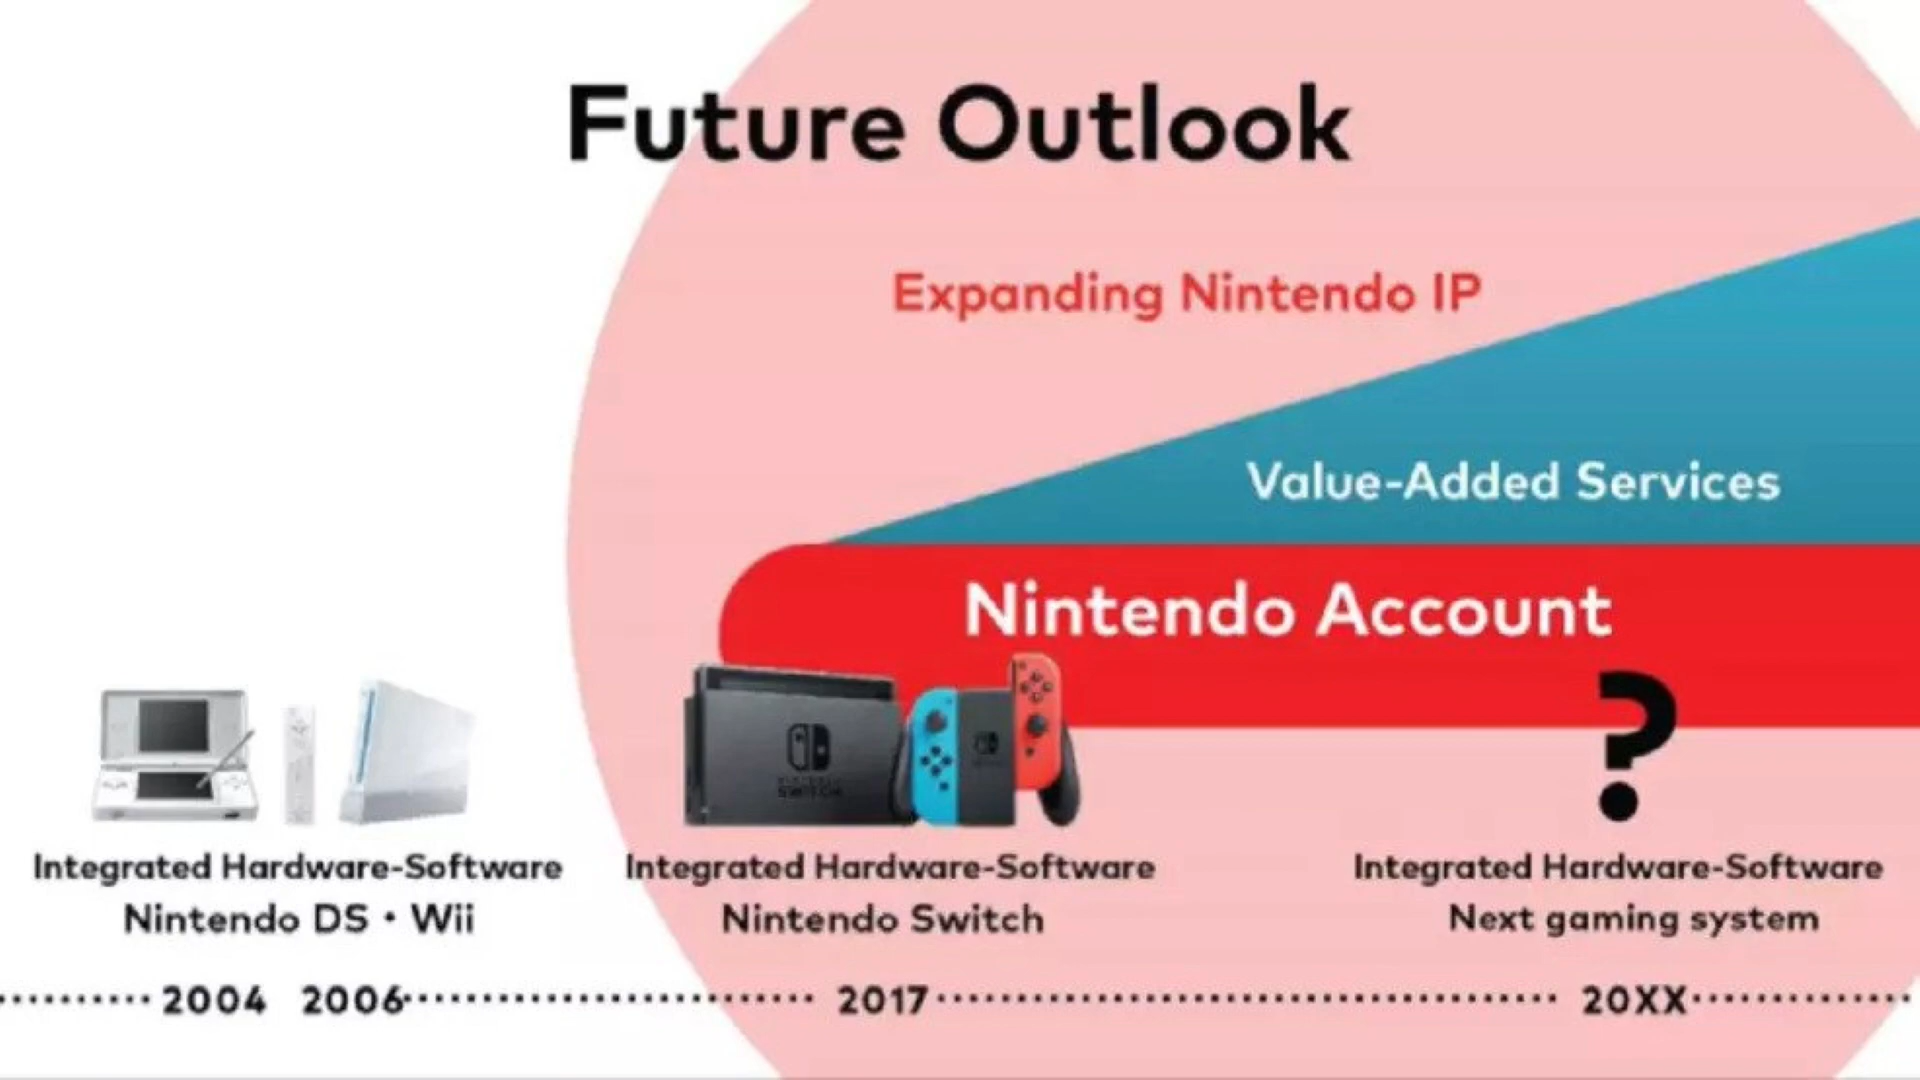 Future Outlook
Expanding Nintendo IP
Value-Added Services
Nintendo Account
?
SWITCH
Integrated Hardware-Software
Nintendo DS・Wii
Integrated Hardware-Software
Nintendo Switch
Integrated Hardware-Software
Next gaming system
2004 2006 2017 20XX